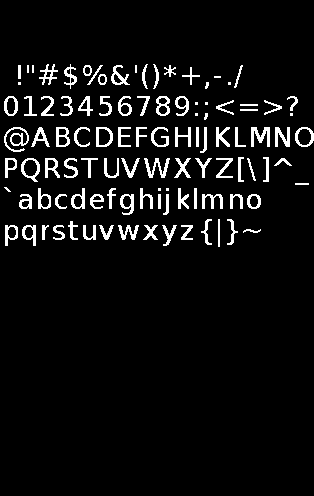 !"#$%&'()*+,-./
0123456789:;<=>?
@ABCDEFGHIJKLMNO
PQRSTUVWXYZ[\]^_
`abcdefghijklmno
pqrstuvwxyz{|}~